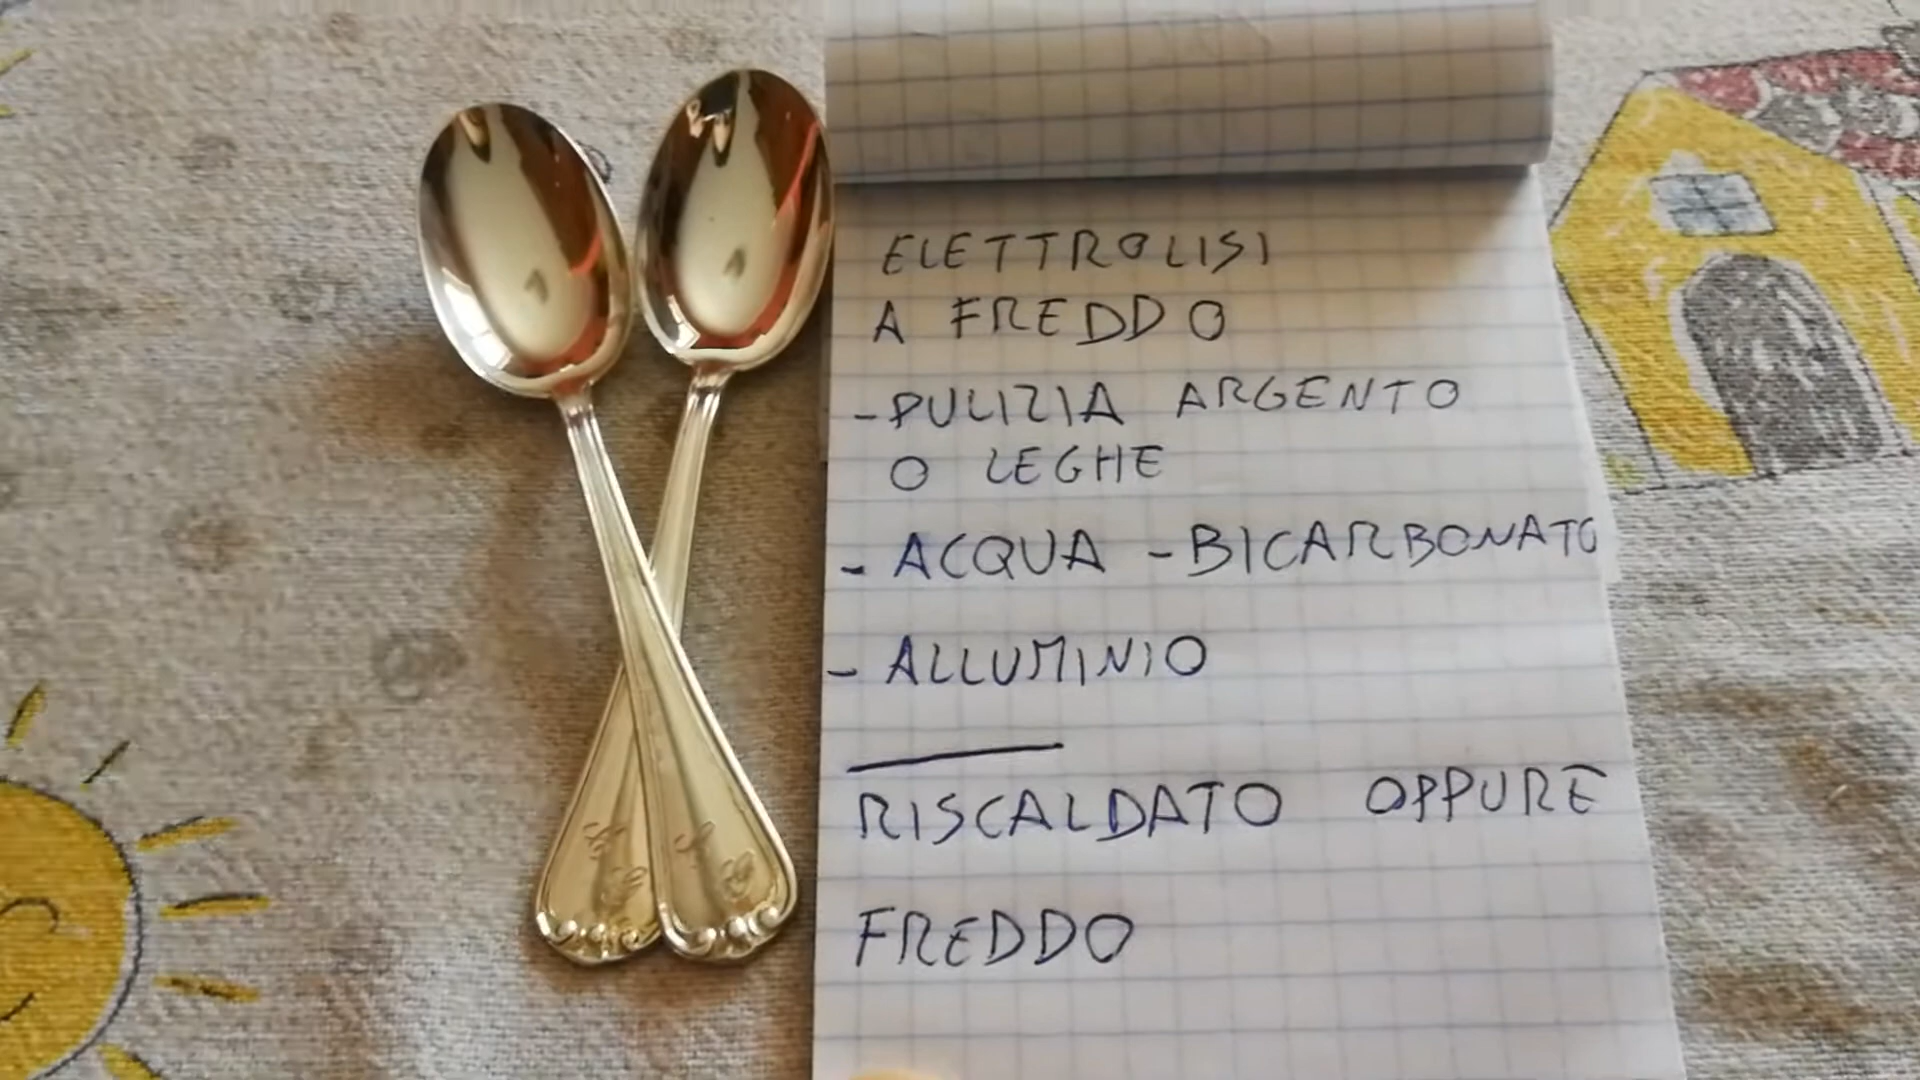 ELETTROLISI
A FREDDO
- PULIZIA ARGENTO
O LEGHE
- ACQUA - BICARBONATO
- ALLUMINIO
RISCALDATO OPPURE
FREDDO